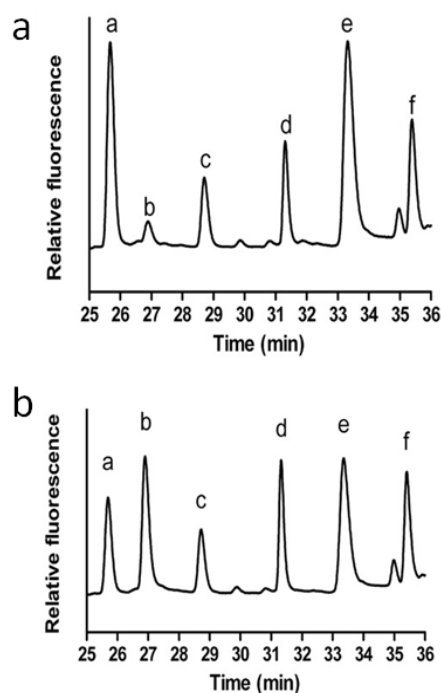 a
a
e
d
f
c
b
Relative fluorescence
25 26 27 28 29 30 31 32 33 34 35 36
Time (min)
b
b
d
e
f
a
c
Relative fluorescence
25 26 27 28 29 30 31 32 33 34 35 36
Time (min)